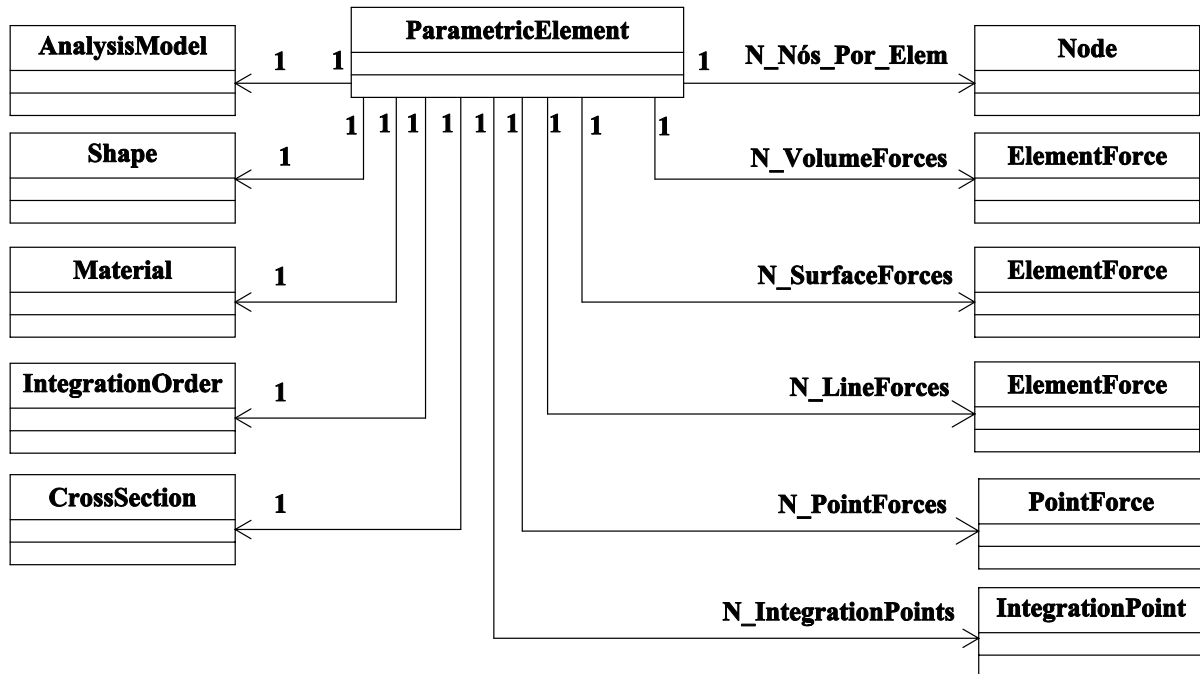 ParametricElement
AnalysisModel
1 1
1 N_Nós_Por_Elem
Node
1 1 1 1 1 1 1 1 1
Shape
1
N_VolumeForces
ElementForce
Material
1
N_SurfaceForces
ElementForce
IntegrationOrder
1
N_LineForces
ElementForce
CrossSection
1
N_PointForces
PointForce
N_IntegrationPoints
IntegrationPoint